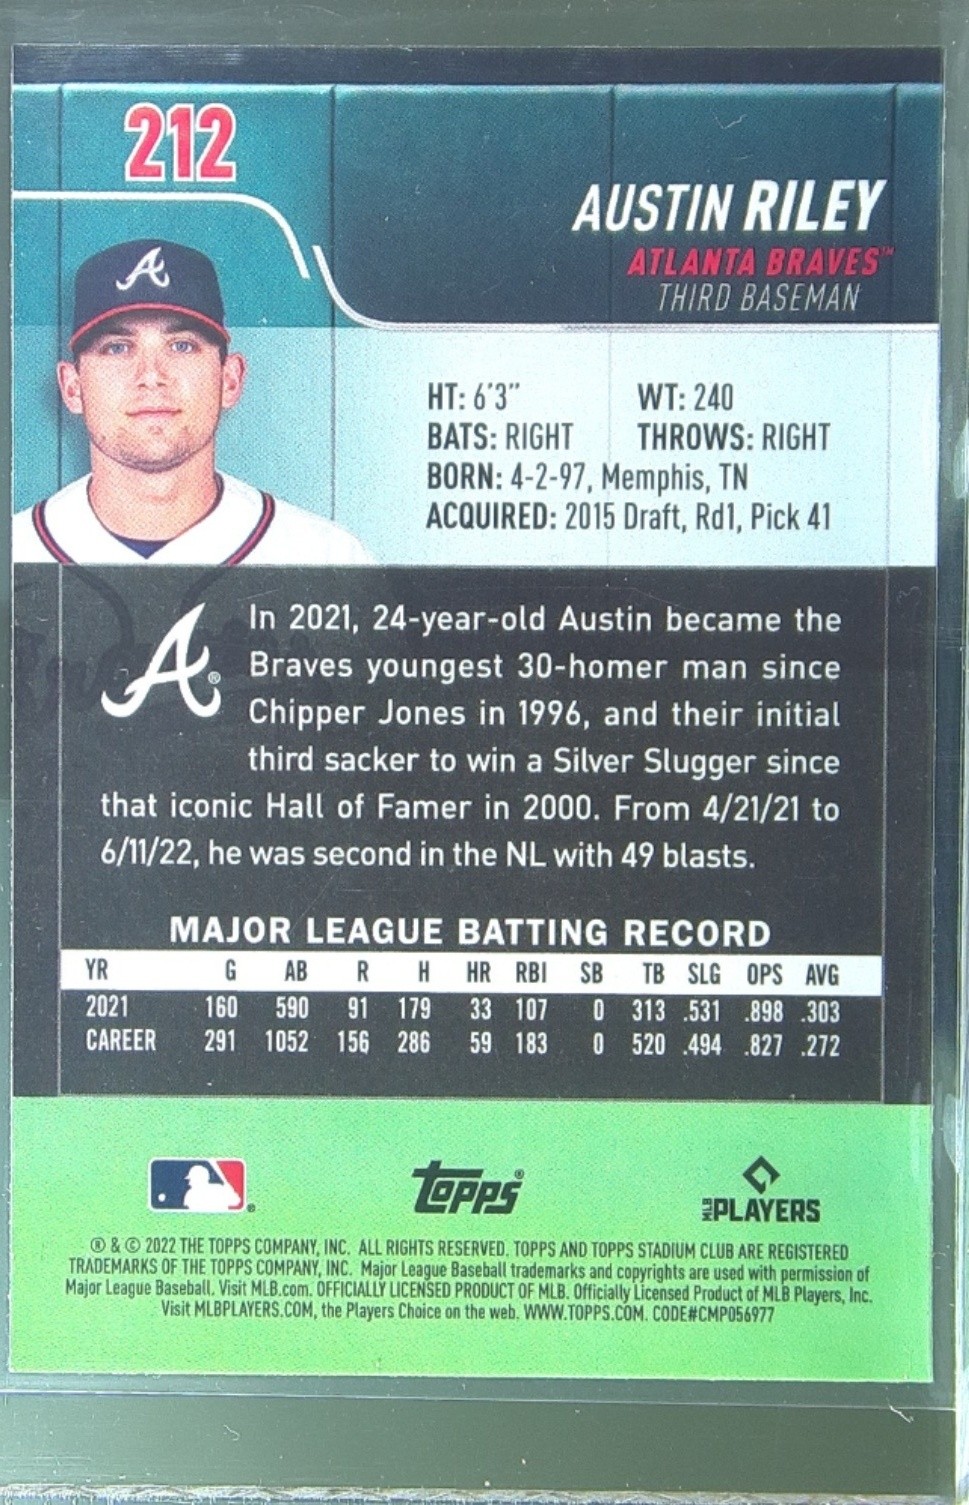 212
AUSTIN RILEY
ATLANTA BRAVES™
THIRD BASEMAN
HT: 6'3" WT: 240
BATS: RIGHT THROWS: RIGHT
BORN: 4-2-97, Memphis, TN
ACQUIRED: 2015 Draft, Rd1, Pick 41
A®
In 2021, 24-year-old Austin became the
Braves youngest 30-homer man since
Chipper Jones in 1996, and their initial
third sacker to win a Silver Slugger since
that iconic Hall of Famer in 2000. From 4/21/21 to
6/11/22, he was second in the NL with 49 blasts.
MAJOR LEAGUE BATTING RECORD
YR G AB R H HR RBI SB TB SLG OPS AVG
2021 160 590 91 179 33 107 0 313 .531 .898 .303
CAREER 291 1052 156 286 59 183 0 520 .494 .827 .272
topps®
MLB PLAYERS
® & © 2022 THE TOPPS COMPANY, INC. ALL RIGHTS RESERVED. TOPPS AND TOPPS STADIUM CLUB ARE REGISTERED
TRADEMARKS OF THE TOPPS COMPANY, INC. Major League Baseball trademarks and copyrights are used with permission of
Major League Baseball. Visit MLB.com. OFFICIALLY LICENSED PRODUCT OF MLB. Officially Licensed Product of MLB Players, Inc.
Visit MLBPLAYERS.COM, the Players Choice on the web. WWW.TOPPS.COM. CODE#CMP056977